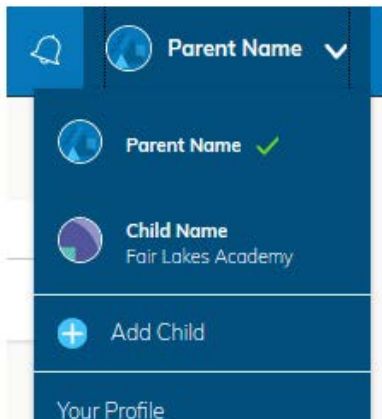 Parent Name
Parent Name
Child Name
Fair Lakes Academy
Add Child
Your Profile